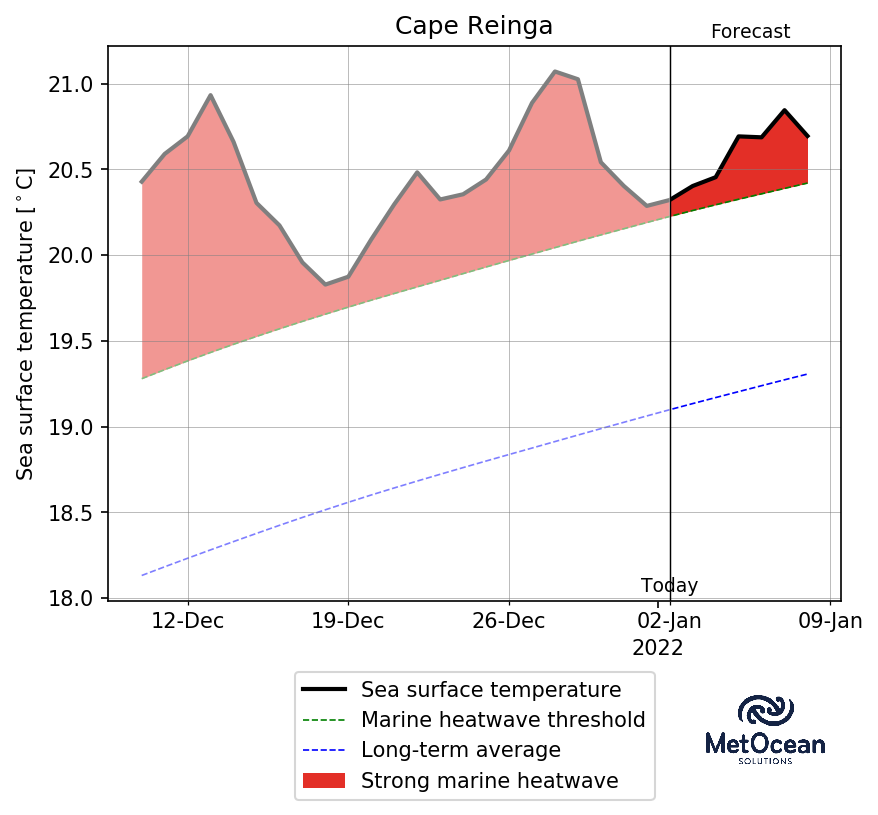 Cape Reinga
Forecast
Sea surface temperature [°C]
21.0
20.5
20.0
19.5
19.0
18.5
18.0
Today
12-Dec
19-Dec
26-Dec
02-Jan
2022
09-Jan
Sea surface temperature
Marine heatwave threshold
Long-term average
Strong marine heatwave
MetOcean
SOLUTIONS